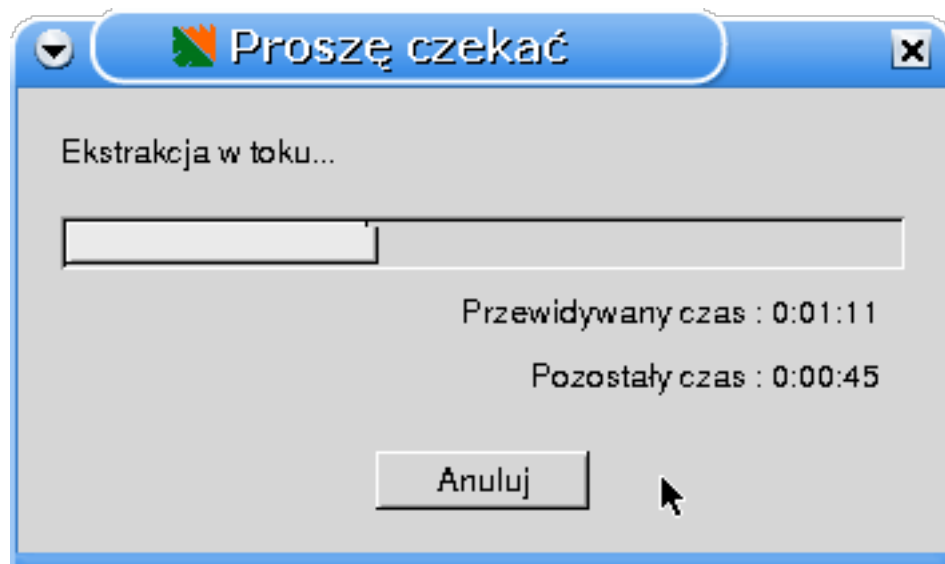 Proszę czekać
Ekstrakcja w toku...
Przewidywany czas : 0:01:11
Pozostały czas : 0:00:45
Anuluj